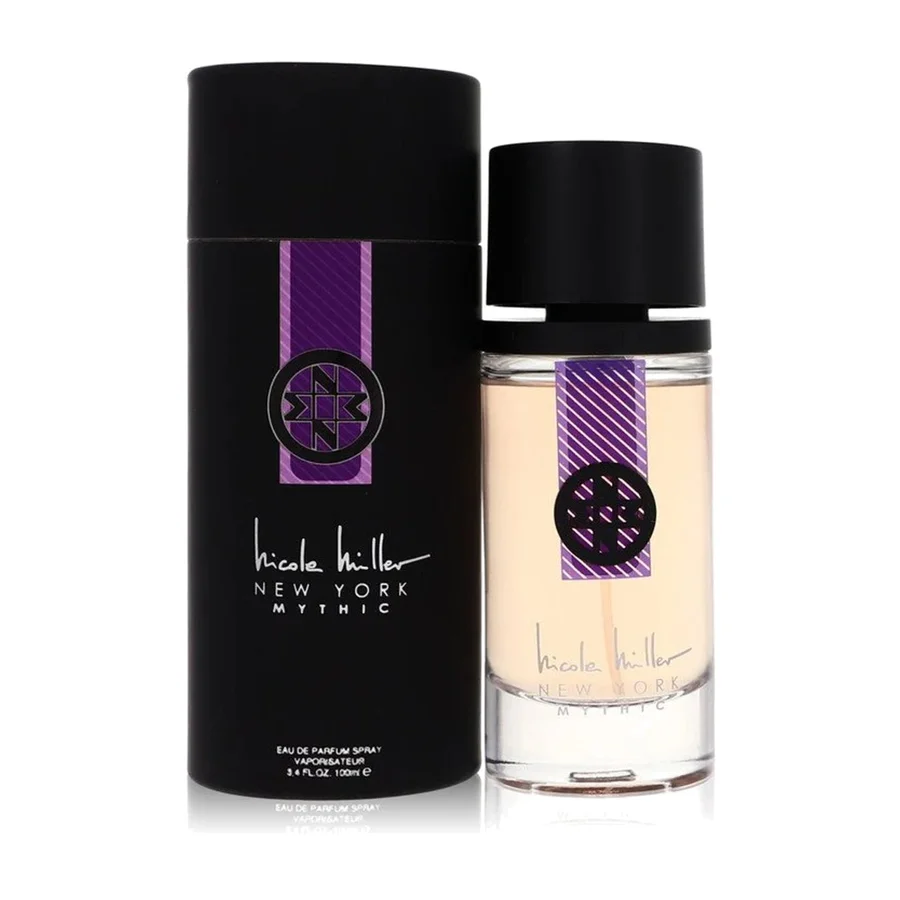 Nicole Miller
NEW YORK
MYTHIC
EAU DE PARFUM SPRAY
VAPORISATEUR
3.4 FL.OZ. 100ml e
Nicole Miller
NEW YORK
MYTHIC